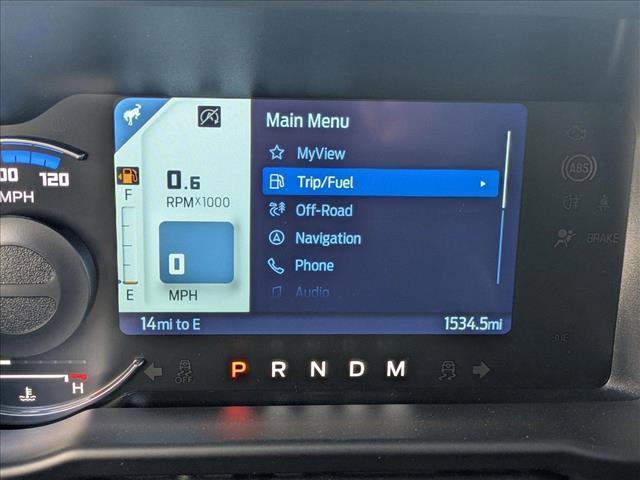 Main Menu
MyView
Trip/Fuel
Off-Road
Navigation
Phone
Audio
0.6
RPMx1000
F
E
0
MPH
14mi to E
1534.5mi
120
MPH
ABS
BRAKE
OFF
P R N D M
H